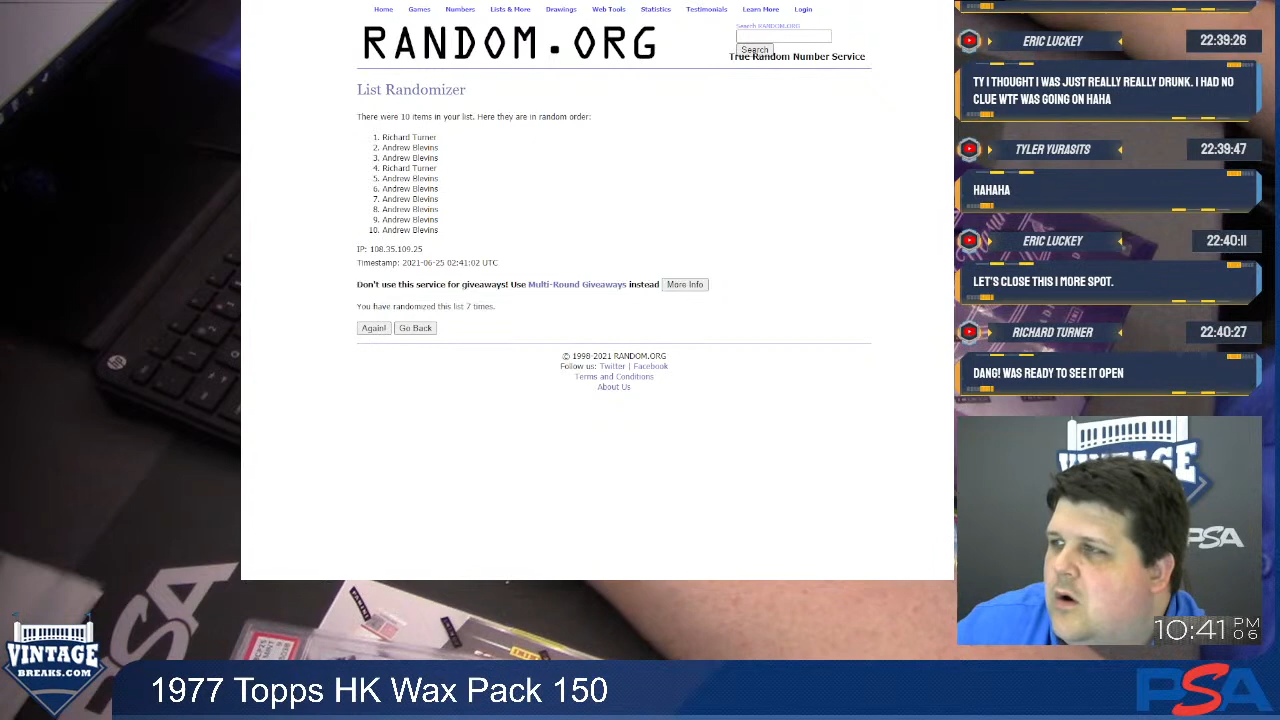 Home Games Numbers Lists & More Drawings Web Tools Statistics Testimonials Learn More Login
RANDOM.ORG
Search RANDOM.ORG
Search
True Random Number Service
List Randomizer
There were 10 items in your list. Here they are in random order:
1. Richard Turner
2. Andrew Blevins
3. Andrew Blevins
4. Richard Turner
5. Andrew Blevins
6. Andrew Blevins
7. Andrew Blevins
8. Andrew Blevins
9. Andrew Blevins
10. Andrew Blevins
IP: 108.35.109.25
Timestamp: 2021-06-25 02:41:02 UTC
Don't use this service for giveaways! Use Multi-Round Giveaways instead More Info
You have randomized this list 7 times.
Again! Go Back
© 1998-2021 RANDOM.ORG
Follow us: Twitter | Facebook
Terms and Conditions
About Us
ERIC LUCKEY 22:39:26
TY I THOUGHT I WAS JUST REALLY REALLY DRUNK. I HAD NO
CLUE WTF WAS GOING ON HAHA
TYLER YURASITS 22:39:47
HAHAHA
ERIC LUCKEY 22:40:11
LET'S CLOSE THIS 1 MORE SPOT.
RICHARD TURNER 22:40:27
DANG! WAS READY TO SEE IT OPEN
VINTAGE
PSA
10:41 PM
06
PSA
PANINI
MINT
VINTAGE
BREAKS.COM
1977 Topps HK Wax Pack 150
PSA